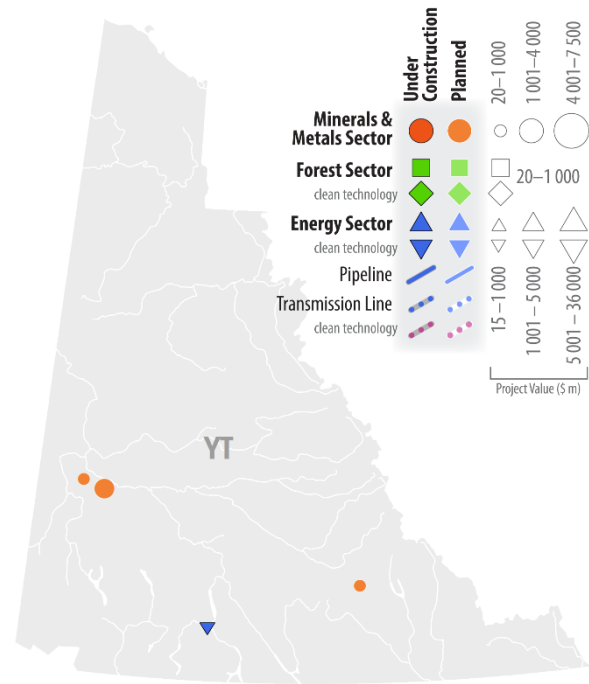 Under
Construction
Planned
20–1 000
1 001–4 000
4 001–7 500
Minerals &
Metals Sector
Forest Sector
clean technology
20–1 000
Energy Sector
clean technology
Pipeline
Transmission Line
clean technology
15 –1 000
1 001 – 5 000
5 001 – 36 000
Project Value ($ m)
YT